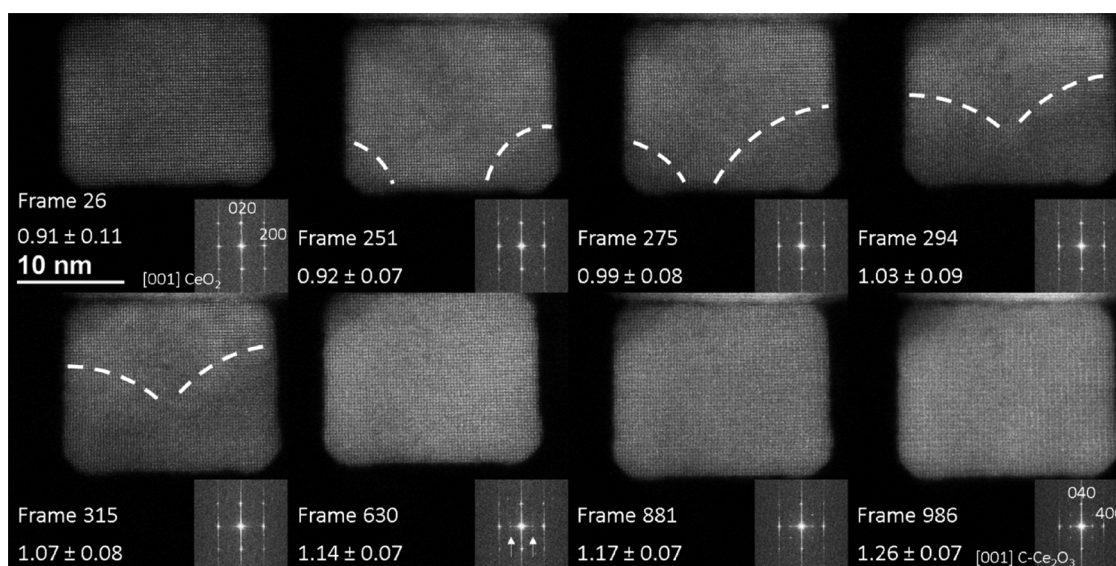 Frame 26
0.91 ± 0.11
10 nm
020
200
[001] CeO₂
Frame 251
0.92 ± 0.07
Frame 275
0.99 ± 0.08
Frame 294
1.03 ± 0.09
Frame 315
1.07 ± 0.08
Frame 630
1.14 ± 0.07
Frame 881
1.17 ± 0.07
Frame 986
1.26 ± 0.07
040
400
[001] C-Ce₂O₃